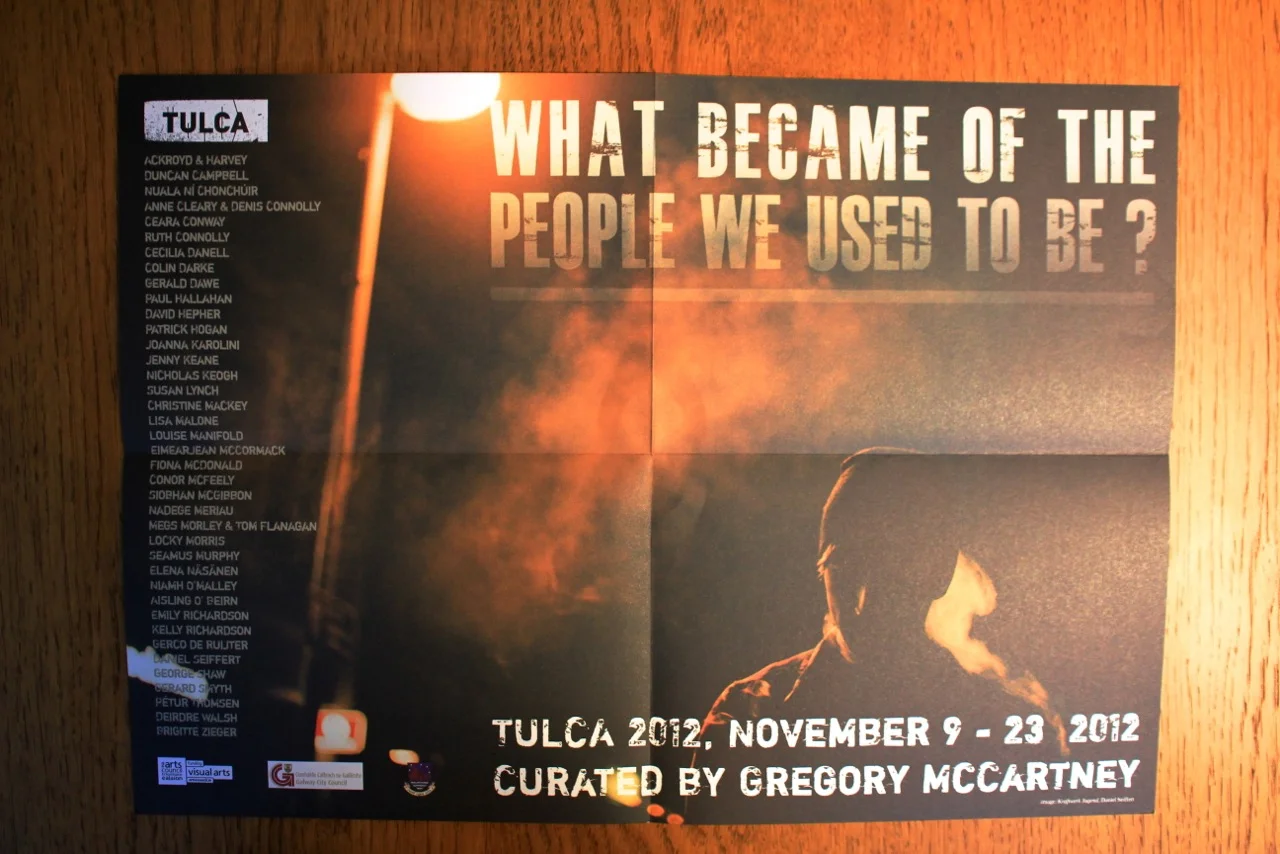 TULCA
ACKROYD & HARVEY
DUNCAN CAMPBELL
NUALA NÍ CHONCHÚIR
ANNE CLEARY & DENIS CONNOLLY
CEARA CONWAY
RUTH CONNOLLY
CECILIA DANELL
COLIN DARKE
GERALD DAWE
PAUL HALLAHAN
DAVID HEPHER
PATRICK HOGAN
JOANNA KAROLINI
JENNY KEANE
NICHOLAS KEOGH
SUSAN LYNCH
CHRISTINE MACKEY
LISA MALONE
LOUISE MANIFOLD
EIMEARJEAN MCCORMACK
FIONA MCDONALD
CONOR MCFEELY
SIOBHAN MCGIBBON
NADEGE MERIAU
MEGS MORLEY & TOM FLANAGAN
LOCKY MORRIS
SEAMUS MURPHY
ELENA NÄSÄNEN
NIAMH O'MALLEY
AISLING O' BEIRN
EMILY RICHARDSON
KELLY RICHARDSON
GERCO DE RUIJTER
DANIEL SEIFFERT
GEORGE SHAW
GERARD SMYTH
PÉTUR THOMSEN
DEIRDRE WALSH
BRIGITTE ZIEGER
WHAT BECAME OF THE
PEOPLE WE USED TO BE ?
TULCA 2012, NOVEMBER 9 - 23 2012
CURATED BY GREGORY MCCARTNEY
arts
council
visual arts
Galway City Council